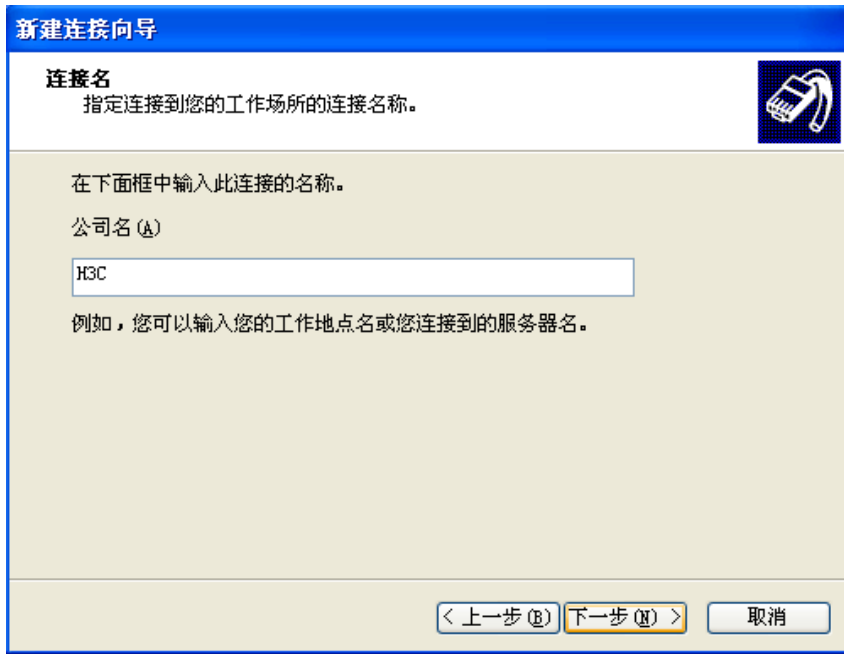 新建连接向导
连接名
指定连接到您的工作场所的连接名称。
在下面框中输入此连接的名称。
公司名(A)
H3C
例如，您可以输入您的工作地点名或您连接到的服务器名。
< 上一步(B) 下一步(N) > 取消